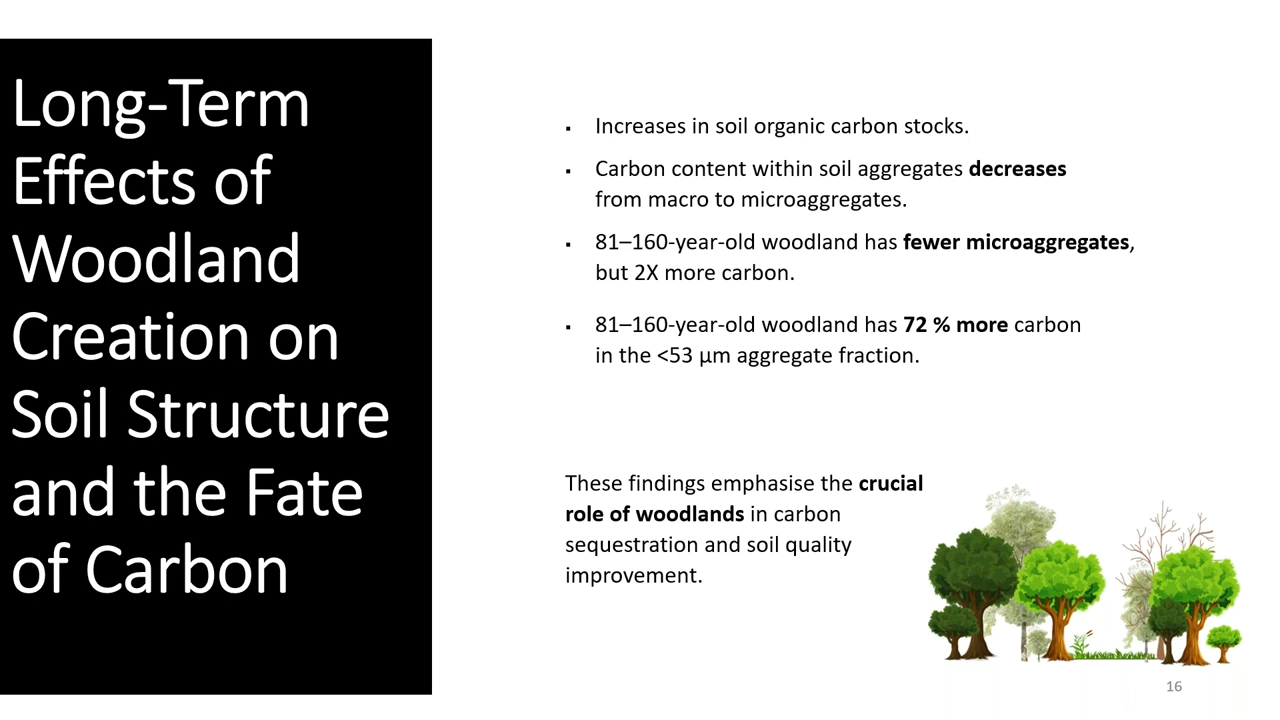 Long-Term
Effects of
Woodland
Creation on
Soil Structure
and the Fate
of Carbon
▪ Increases in soil organic carbon stocks.
▪ Carbon content within soil aggregates decreases
from macro to microaggregates.
▪ 81–160-year-old woodland has fewer microaggregates,
but 2X more carbon.
▪ 81–160-year-old woodland has 72 % more carbon
in the <53 µm aggregate fraction.
These findings emphasise the crucial
role of woodlands in carbon
sequestration and soil quality
improvement.
16